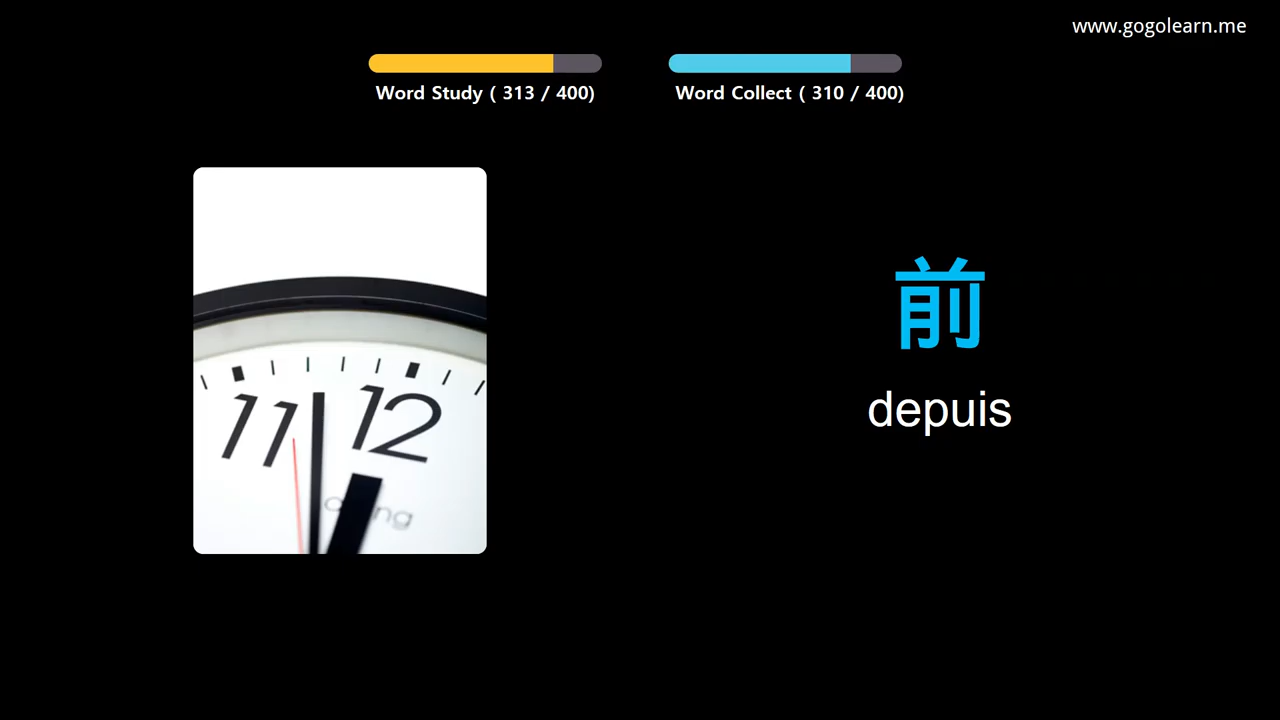 www.gogolearn.me
Word Study ( 313 / 400)
Word Collect ( 310 / 400)
前
depuis
11
12